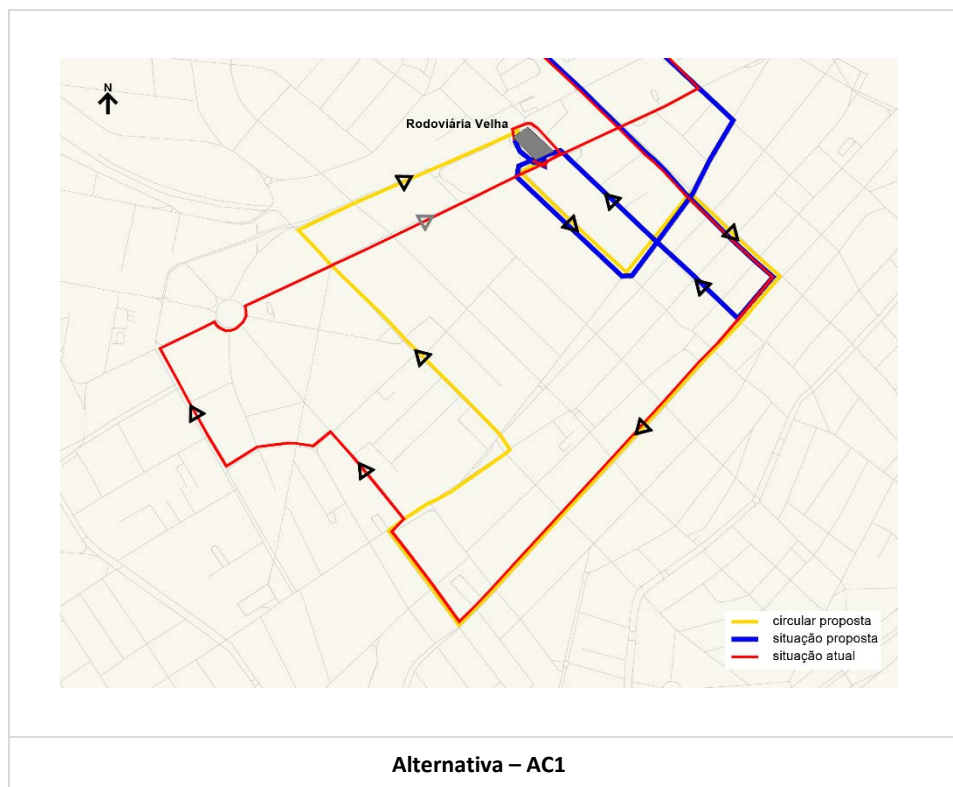 N
Rodoviária Velha
circular proposta
situação proposta
situação atual
Alternativa – AC1